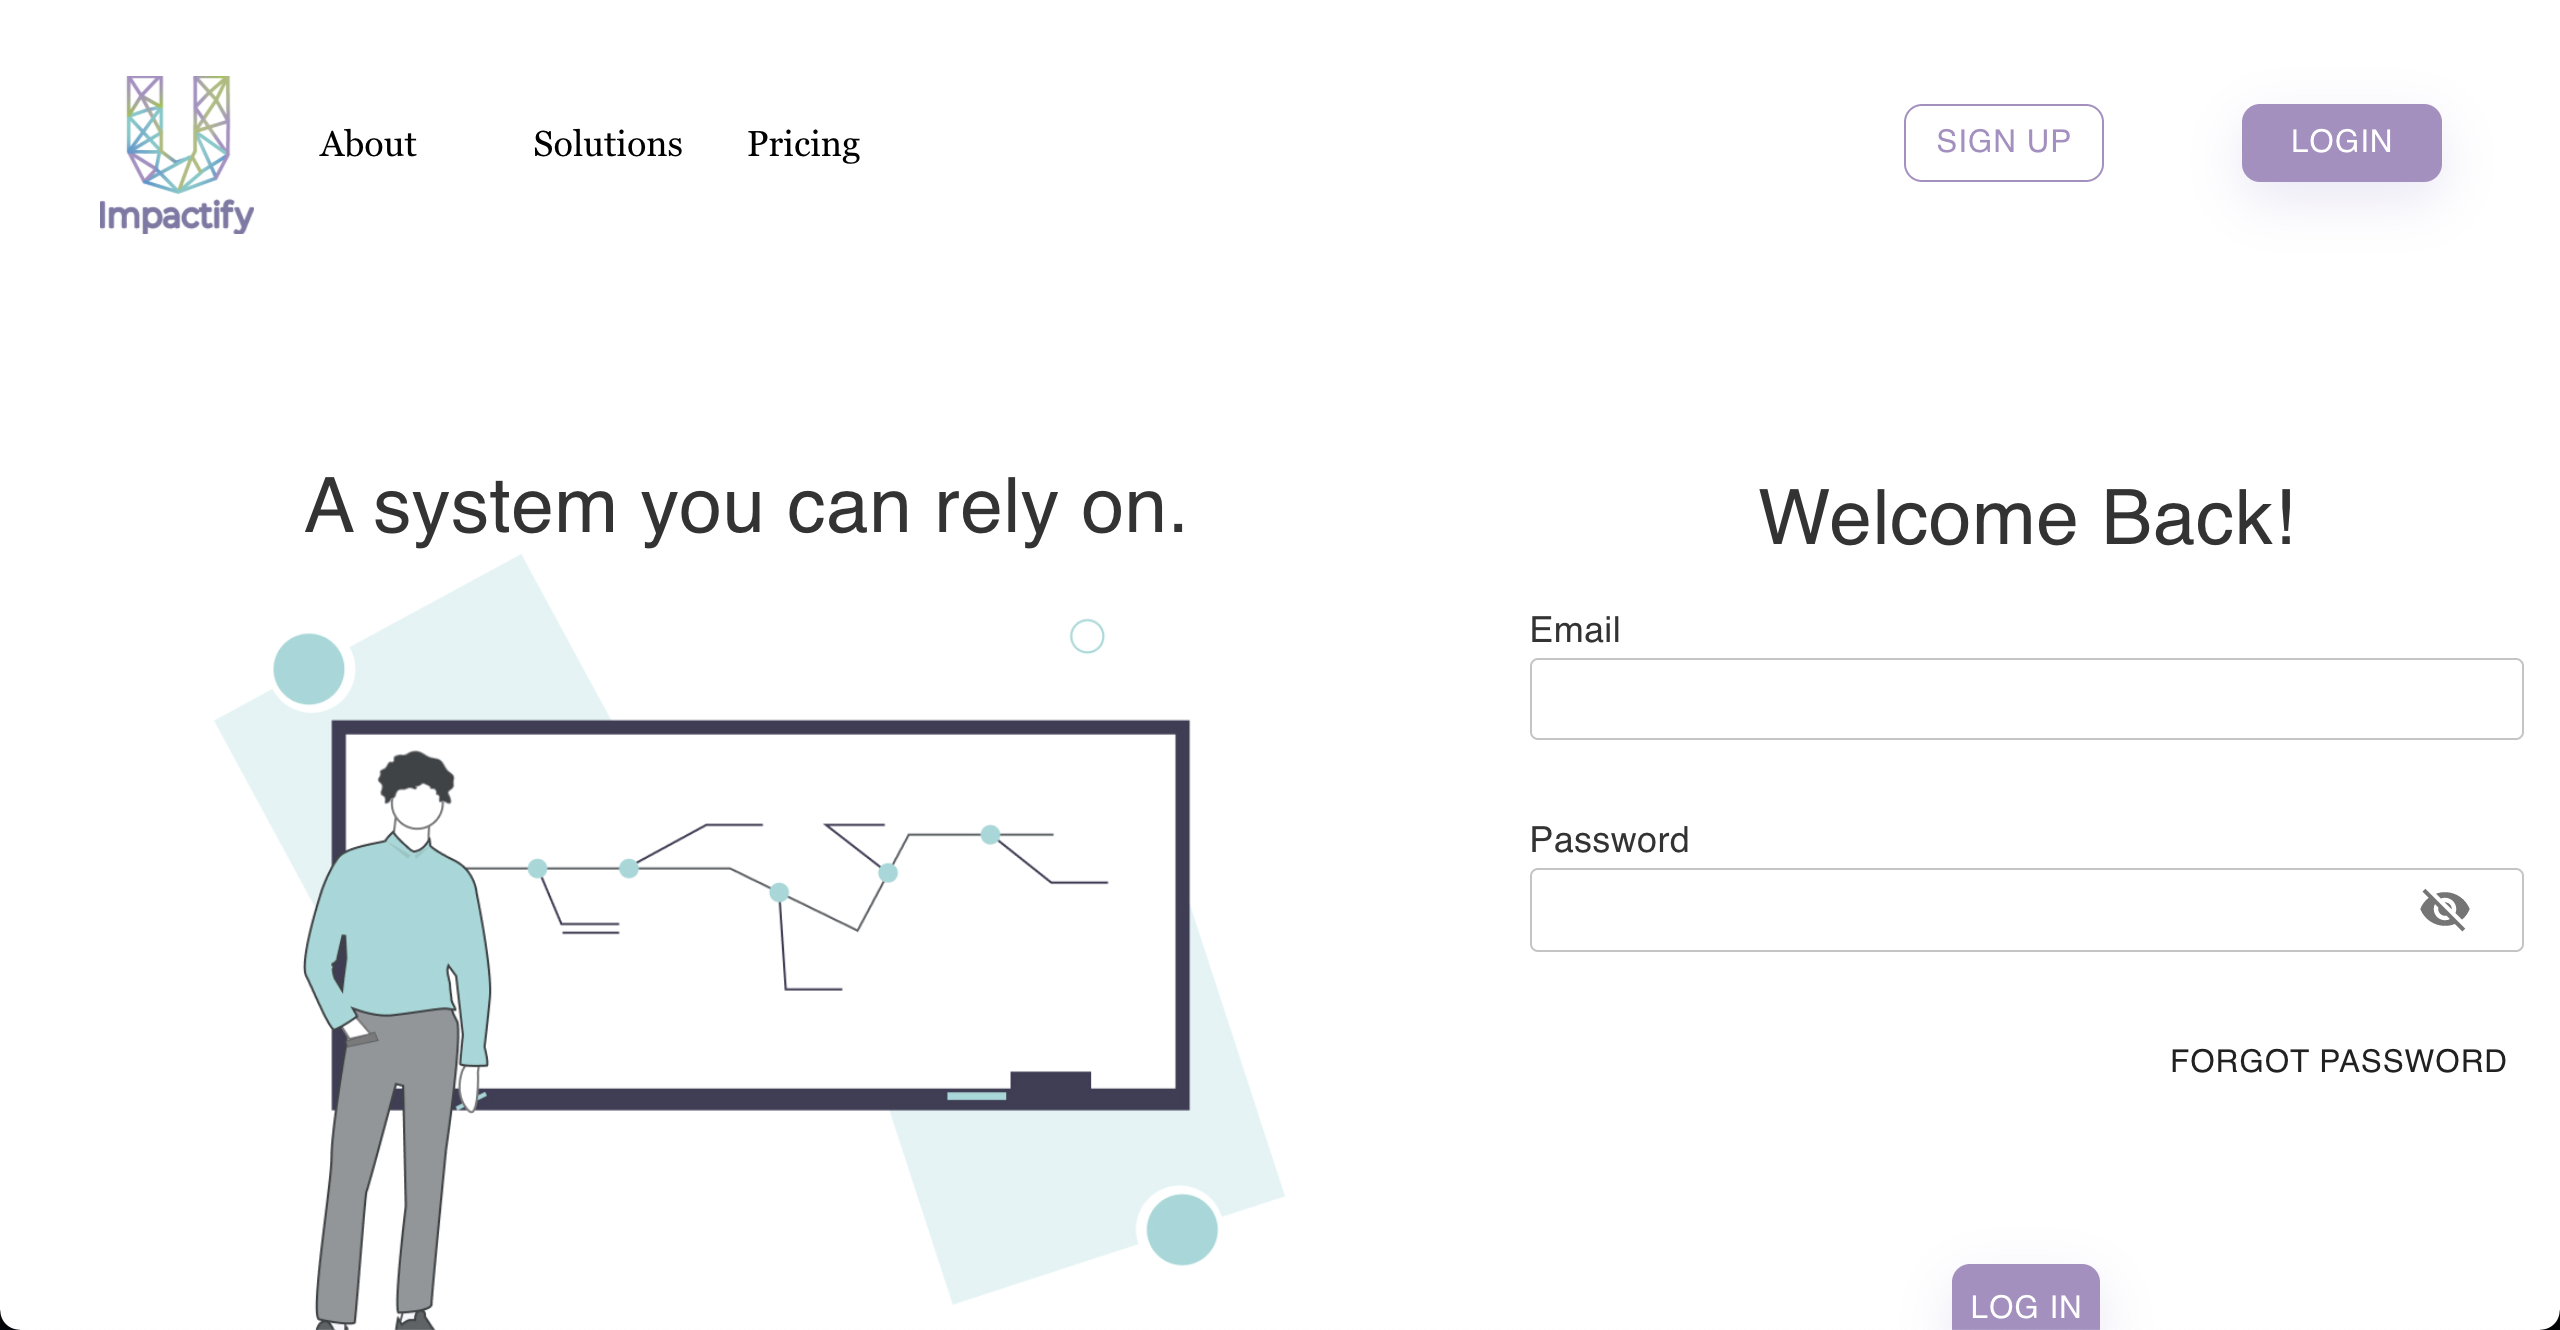 Impactify
About
Solutions
Pricing
SIGN UP
LOGIN
A system you can rely on.
Welcome Back!
Email
Password
FORGOT PASSWORD
LOG IN